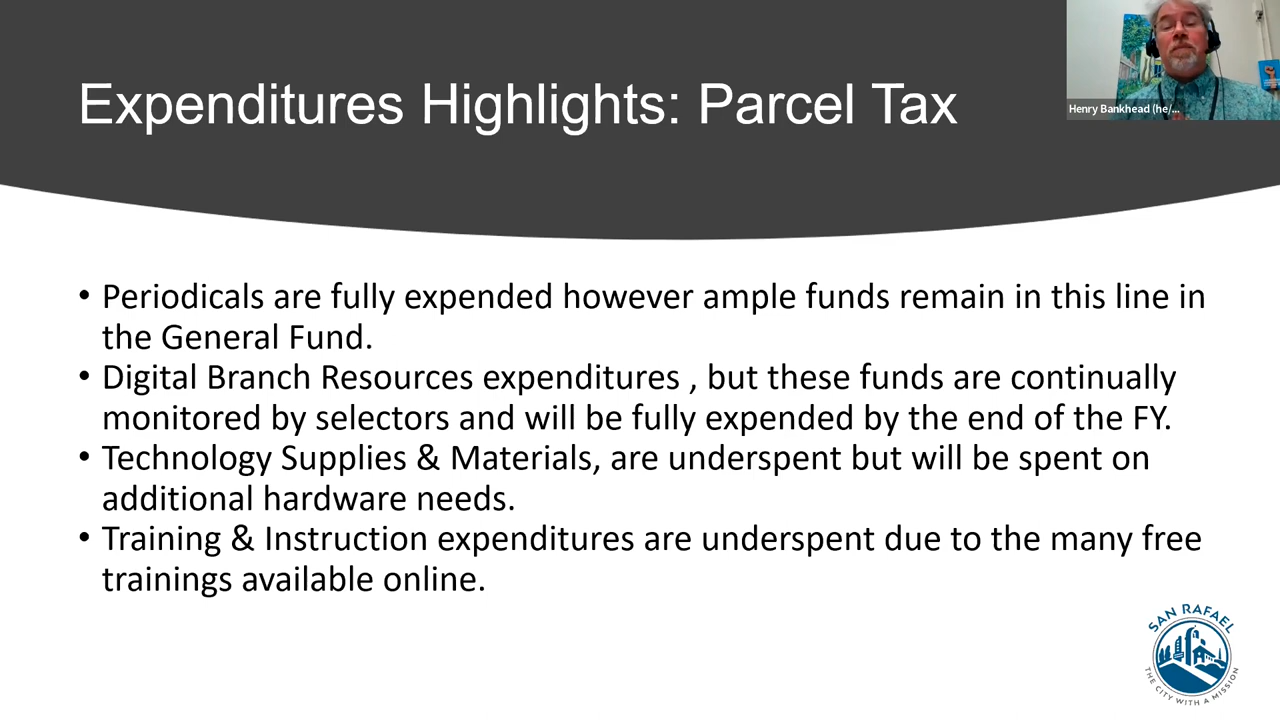 Expenditures Highlights: Parcel Tax
Henry Bankhead (he/...
• Periodicals are fully expended however ample funds remain in this line in
the General Fund.
• Digital Branch Resources expenditures , but these funds are continually
monitored by selectors and will be fully expended by the end of the FY.
• Technology Supplies & Materials, are underspent but will be spent on
additional hardware needs.
• Training & Instruction expenditures are underspent due to the many free
trainings available online.
SAN RAFAEL
THE CITY WITH A MISSION